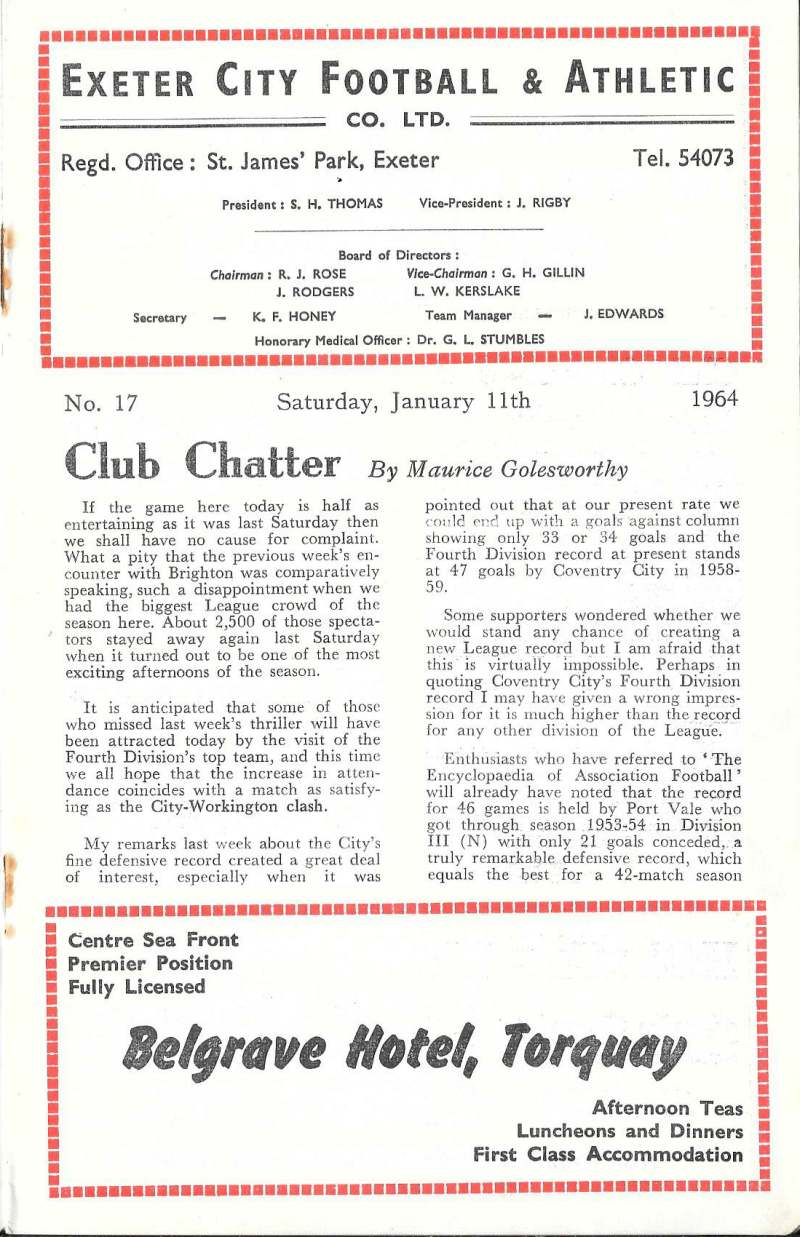 EXETER CITY FOOTBALL & ATHLETIC
CO. LTD.
Regd. Office : St. James' Park, Exeter
Tel. 54073
President : S. H. THOMAS Vice-President : J. RIGBY
Board of Directors :
Chairman : R. J. ROSE Vice-Chairman : G. H. GILLIN
J. RODGERS L. W. KERSLAKE
Secretary — K. F. HONEY Team Manager — J. EDWARDS
Honorary Medical Officer : Dr. G. L. STUMBLES
No. 17 Saturday, January 11th 1964
Club Chatter By Maurice Golesworthy
If the game here today is half as
entertaining as it was last Saturday then
we shall have no cause for complaint.
What a pity that the previous week's en-
counter with Brighton was comparatively
speaking, such a disappointment when we
had the biggest League crowd of the
season here. About 2,500 of those specta-
tors stayed away again last Saturday
when it turned out to be one of the most
exciting afternoons of the season.
It is anticipated that some of those
who missed last week's thriller will have
been attracted today by the visit of the
Fourth Division's top team, and this time
we all hope that the increase in atten-
dance coincides with a match as satisfy-
ing as the City-Workington clash.
My remarks last week about the City's
fine defensive record created a great deal
of interest, especially when it was
pointed out that at our present rate we
could end up with a goals against column
showing only 33 or 34 goals and the
Fourth Division record at present stands
at 47 goals by Coventry City in 1958-
59.
Some supporters wondered whether we
would stand any chance of creating a
new League record but I am afraid that
this is virtually impossible. Perhaps in
quoting Coventry City's Fourth Division
record I may have given a wrong impres-
sion for it is much higher than the record
for any other division of the League.
Enthusiasts who have referred to ' The
Encyclopaedia of Association Football '
will already have noted that the record
for 46 games is held by Port Vale who
got through season 1953-54 in Division
III (N) with only 21 goals conceded, a
truly remarkable defensive record, which
equals the best for a 42-match season
Centre Sea Front
Premier Position
Fully Licensed
Belgrave Hotel, Torquay
Afternoon Teas
Luncheons and Dinners
First Class Accommodation